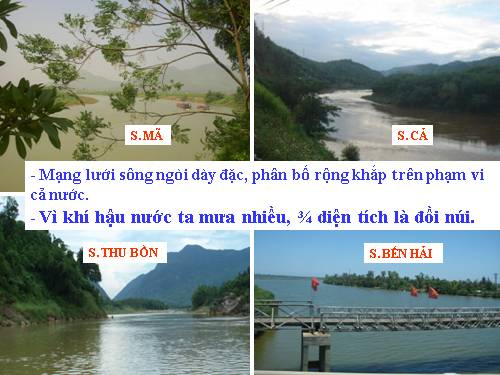 S.MÃ
S.CẢ
- Mạng lưới sông ngòi dày đặc, phân bố rộng khắp trên phạm vi
cả nước.
- Vì khí hậu nước ta mưa nhiều, ¾ diện tích là đồi núi.
S.THU BỒN
S.BẾN HẢI